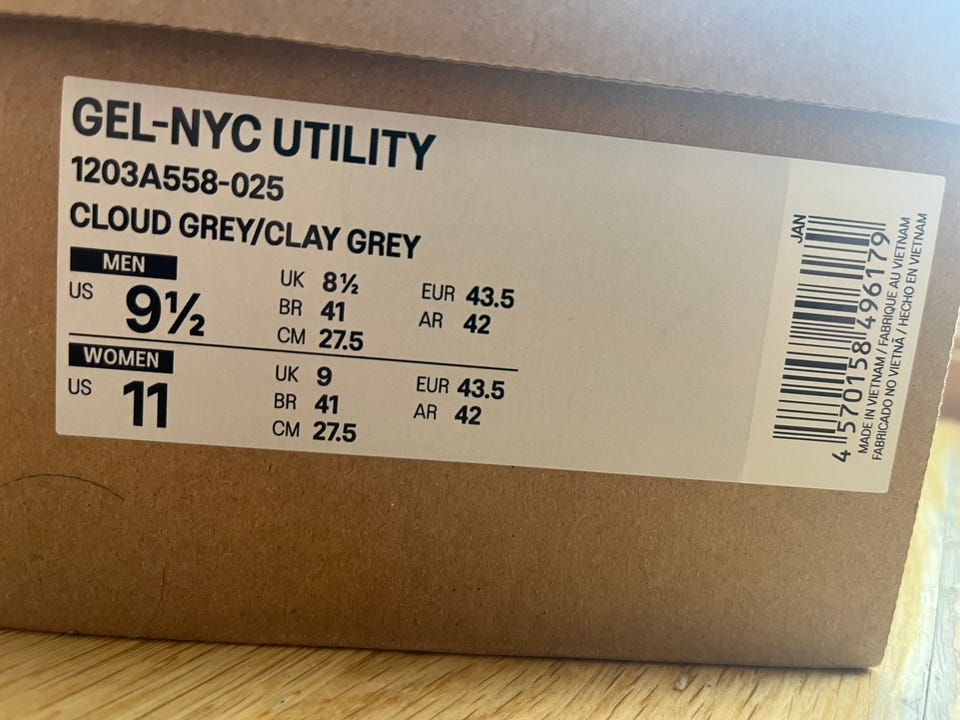 GEL-NYC UTILITY
1203A558-025
CLOUD GREY/CLAY GREY
MEN
US 9½
UK 8½
BR 41
CM 27.5
EUR 43.5
AR 42
WOMEN
US 11
UK 9
BR 41
CM 27.5
EUR 43.5
AR 42
JAN
4 570158 496179
MADE IN VIETNAM / FABRIQUE AU VIETNAM
FABRICADO NO VIETNÃ / HECHO EN VIETNAM